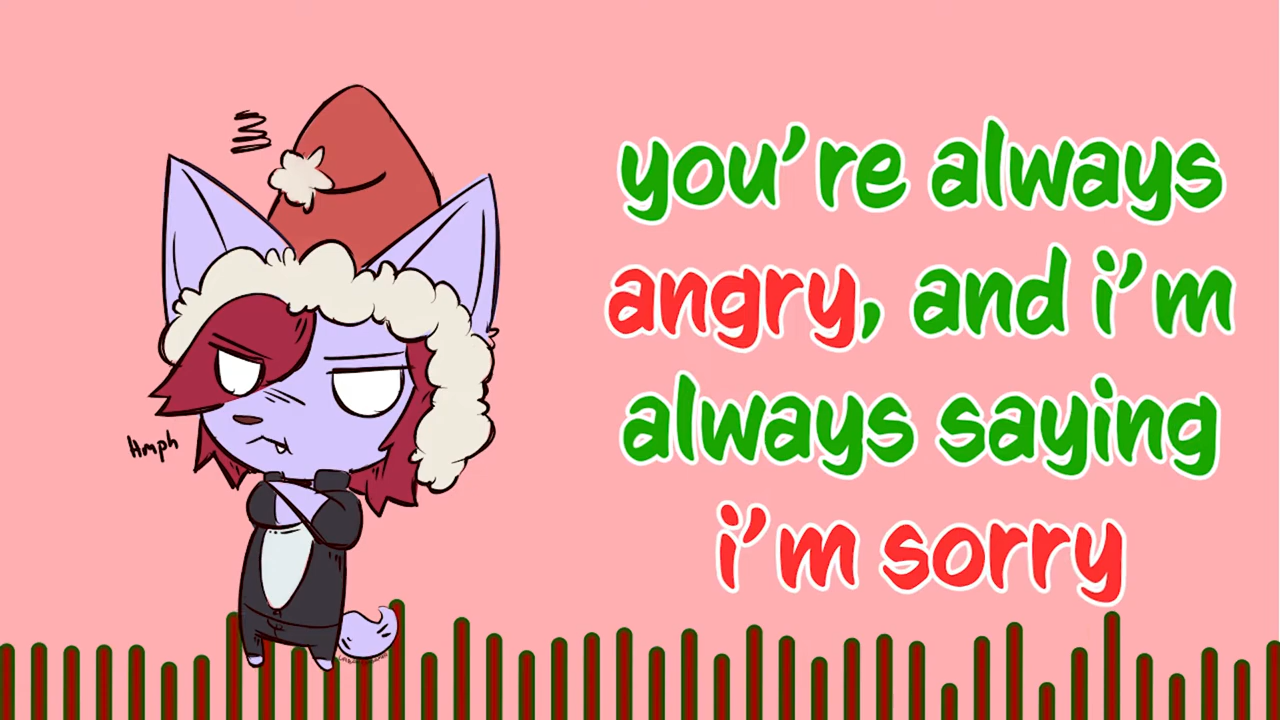 you're always
angry, and i'm
always saying
i'm sorry
Hmph